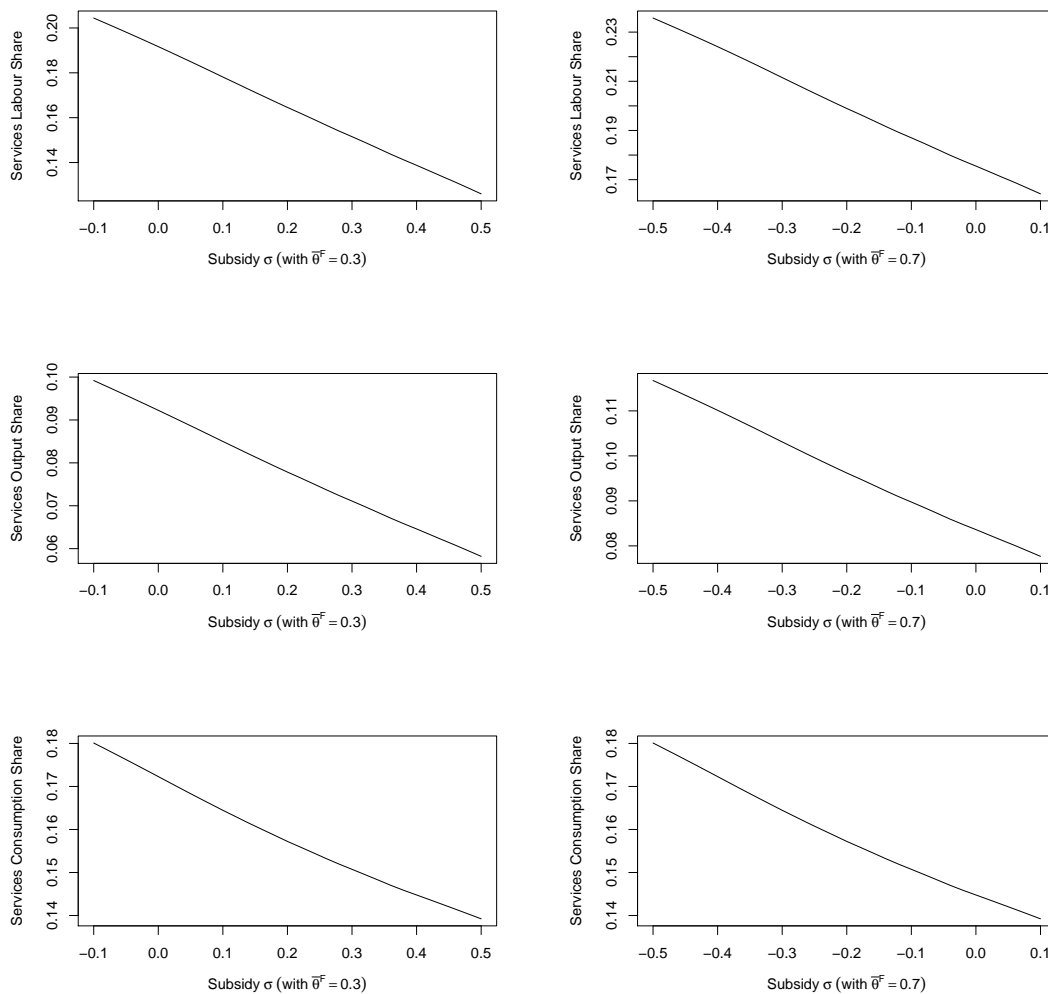 Services Labour Share
0.14 0.16 0.18 0.20
−0.1 0.0 0.1 0.2 0.3 0.4 0.5
Subsidy σ (with θ̅ᶠ = 0.3)
Services Labour Share
0.17 0.19 0.21 0.23
−0.5 −0.4 −0.3 −0.2 −0.1 0.0 0.1
Subsidy σ (with θ̅ᶠ = 0.7)
Services Output Share
0.06 0.07 0.08 0.09 0.10
−0.1 0.0 0.1 0.2 0.3 0.4 0.5
Subsidy σ (with θ̅ᶠ = 0.3)
Services Output Share
0.08 0.09 0.10 0.11
−0.5 −0.4 −0.3 −0.2 −0.1 0.0 0.1
Subsidy σ (with θ̅ᶠ = 0.7)
Services Consumption Share
0.14 0.15 0.16 0.17 0.18
−0.1 0.0 0.1 0.2 0.3 0.4 0.5
Subsidy σ (with θ̅ᶠ = 0.3)
Services Consumption Share
0.14 0.15 0.16 0.17 0.18
−0.5 −0.4 −0.3 −0.2 −0.1 0.0 0.1
Subsidy σ (with θ̅ᶠ = 0.7)